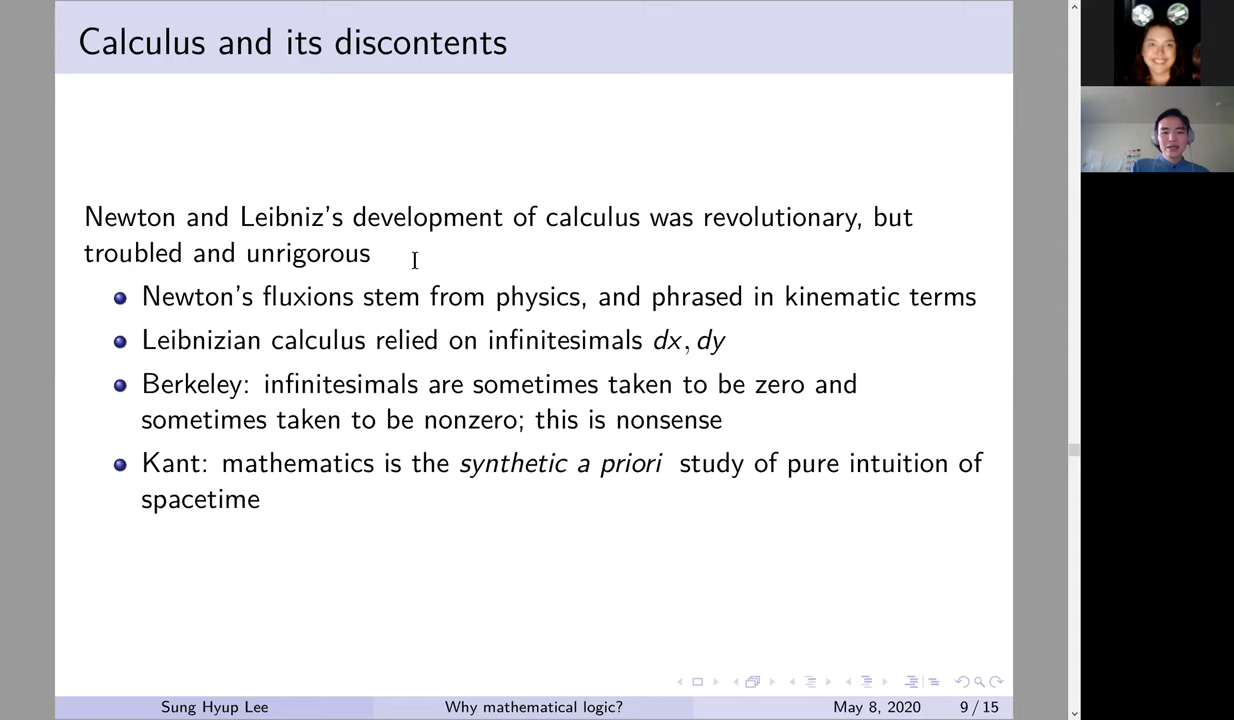 Calculus and its discontents
Newton and Leibniz's development of calculus was revolutionary, but
troubled and unrigorous
Newton's fluxions stem from physics, and phrased in kinematic terms
Leibnizian calculus relied on infinitesimals dx, dy
Berkeley: infinitesimals are sometimes taken to be zero and
sometimes taken to be nonzero; this is nonsense
Kant: mathematics is the synthetic a priori study of pure intuition of
spacetime
Sung Hyup Lee Why mathematical logic? May 8, 2020 9 / 15